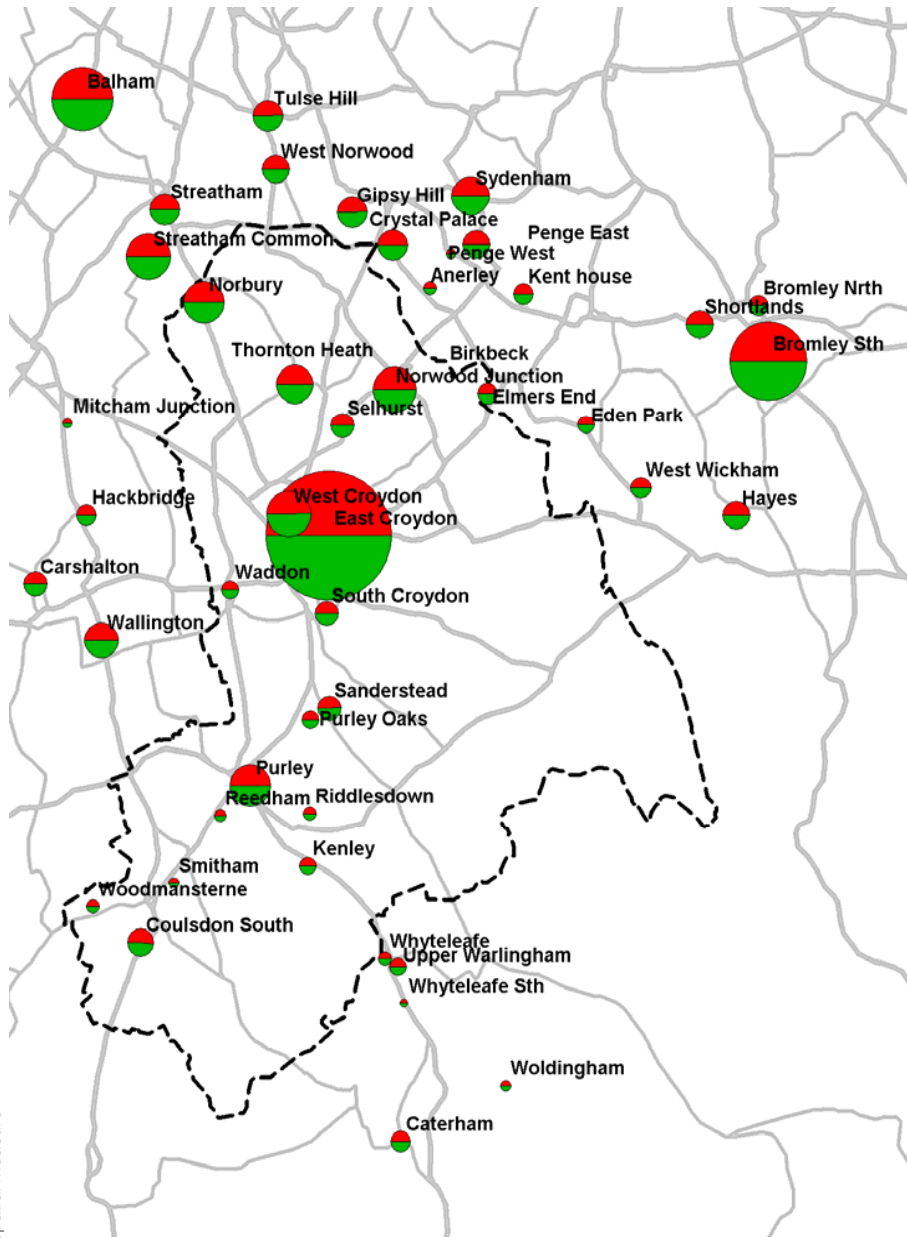 Balham
Tulse Hill
West Norwood
Sydenham
Streatham
Gipsy Hill
Crystal Palace
Penge East
Streatham Common
Penge West
Anerley
Kent house
Norbury
Bromley Nrth
Shortlands
Bromley Sth
Thornton Heath
Birkbeck
Norwood Junction
Elmers End
Mitcham Junction
Selhurst
Eden Park
West Wickham
Hackbridge
West Croydon
Hayes
East Croydon
Carshalton
Waddon
South Croydon
Wallington
Sanderstead
Purley Oaks
Purley
Reedham
Riddlesdown
Kenley
Smitham
Woodmansterne
Coulsdon South
Whyteleafe
Upper Warlingham
Whyteleafe Sth
Woldingham
Caterham